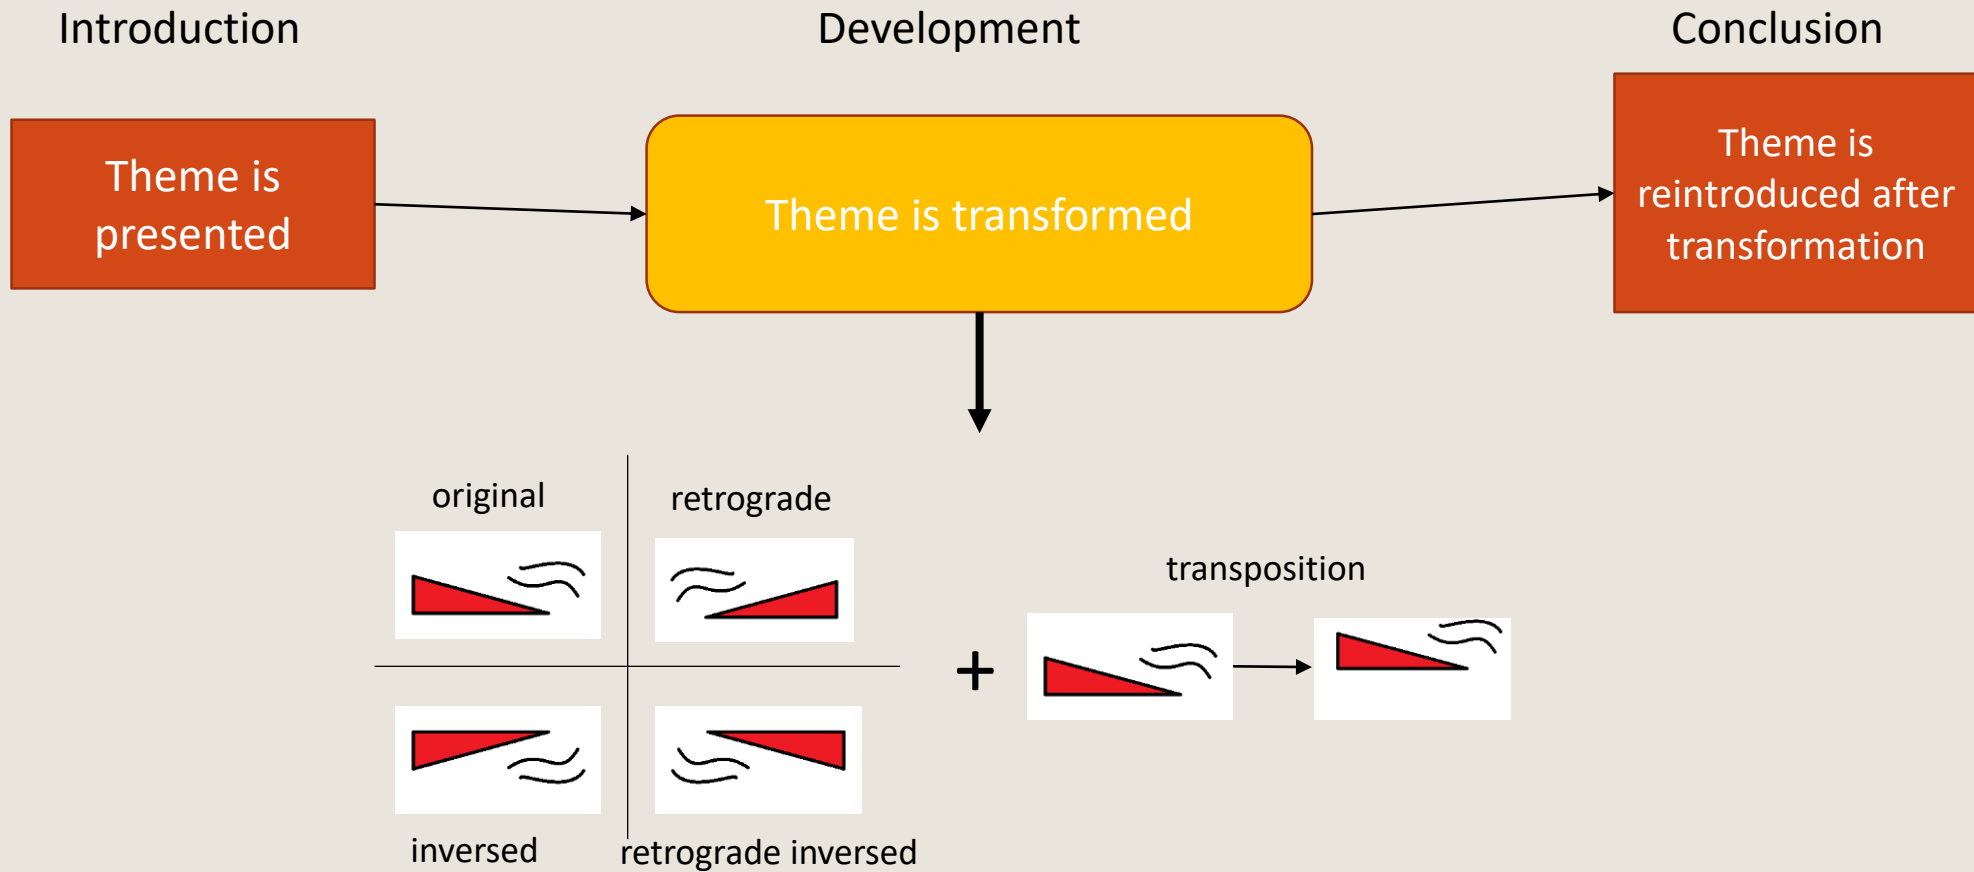 Introduction
Development
Conclusion
Theme is
presented
Theme is transformed
Theme is
reintroduced after
transformation
original
retrograde
transposition
+
inversed
retrograde inversed